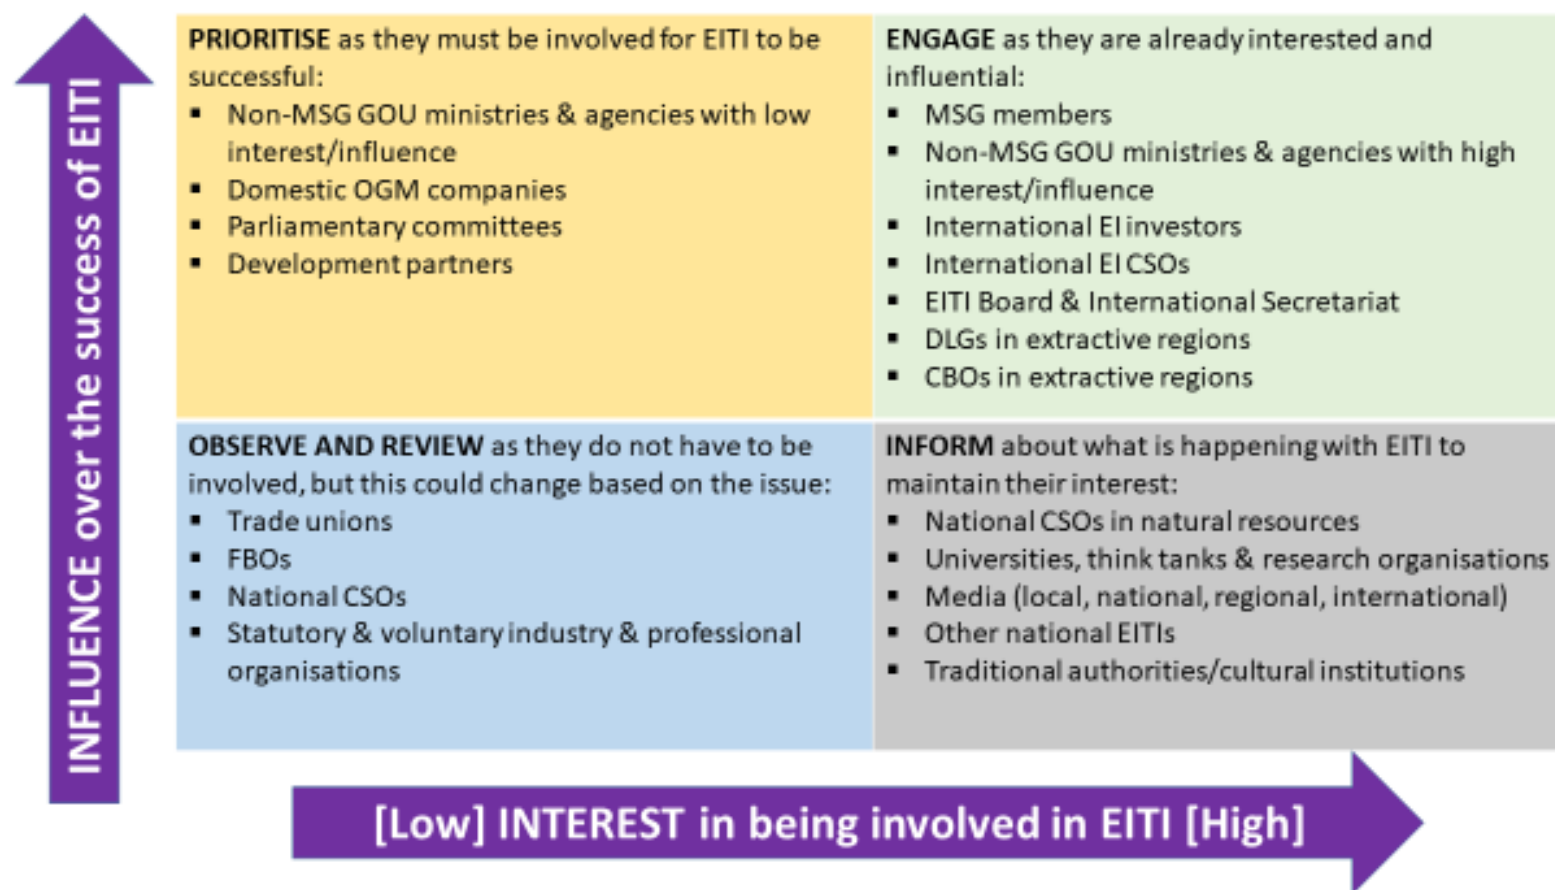 INFLUENCE over the success of EITI
PRIORITISE as they must be involved for EITI to be
successful:
▪ Non-MSG GOU ministries & agencies with low
interest/influence
▪ Domestic OGM companies
▪ Parliamentary committees
▪ Development partners
ENGAGE as they are already interested and
influential:
▪ MSG members
▪ Non-MSG GOU ministries & agencies with high
interest/influence
▪ International EI investors
▪ International EI CSOs
▪ EITI Board & International Secretariat
▪ DLGs in extractive regions
▪ CBOs in extractive regions
OBSERVE AND REVIEW as they do not have to be
involved, but this could change based on the issue:
▪ Trade unions
▪ FBOs
▪ National CSOs
▪ Statutory & voluntary industry & professional
organisations
INFORM about what is happening with EITI to
maintain their interest:
▪ National CSOs in natural resources
▪ Universities, think tanks & research organisations
▪ Media (local, national, regional, international)
▪ Other national EITIs
▪ Traditional authorities/cultural institutions
[Low] INTEREST in being involved in EITI [High]